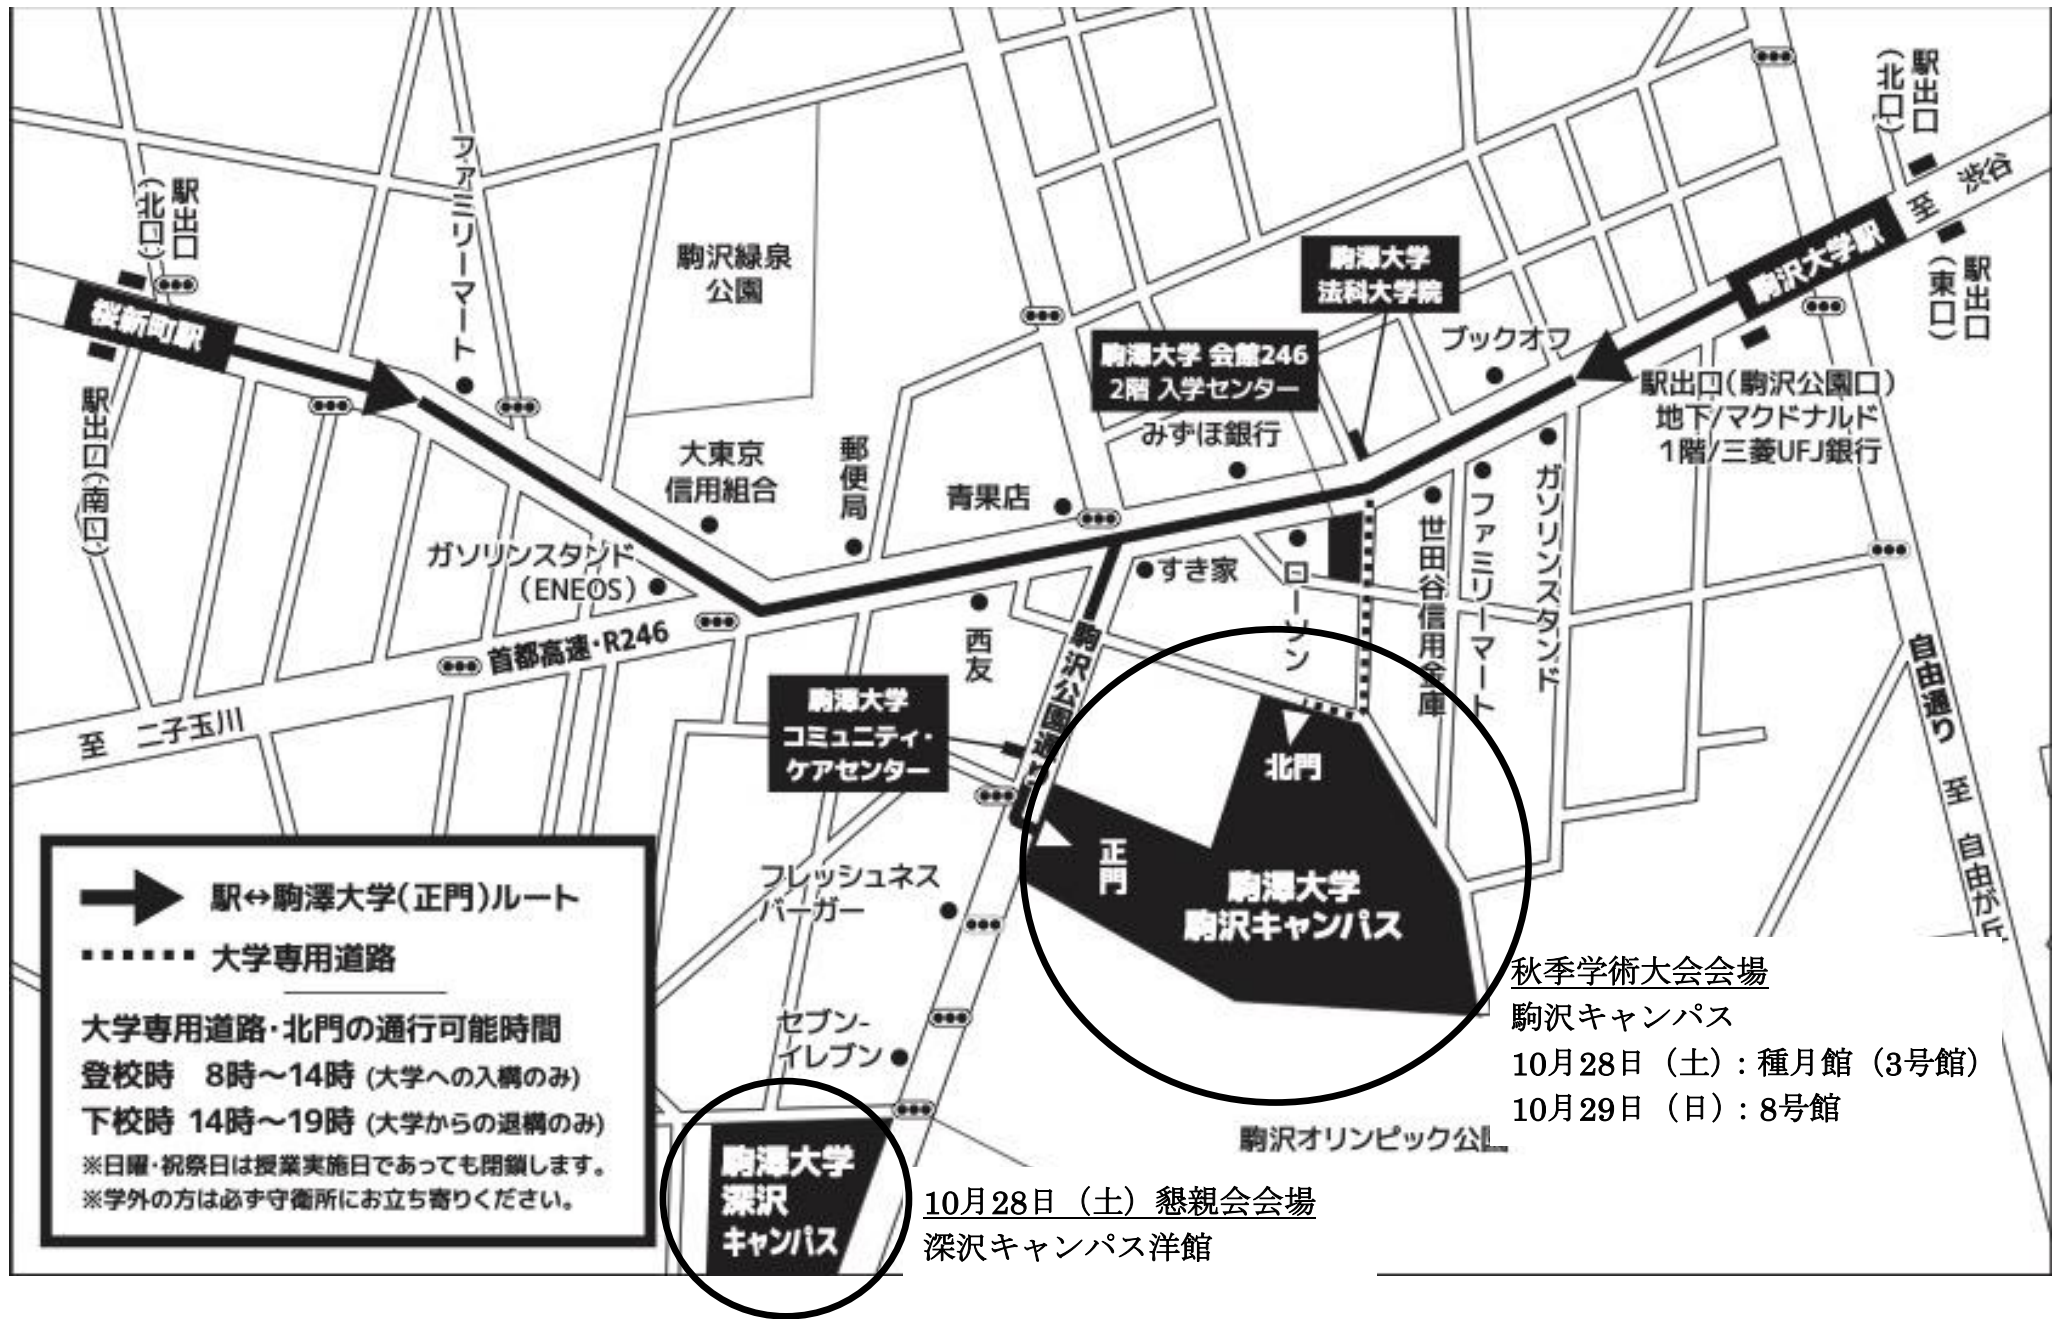 駅出口
(北口)
至 渋谷
駒沢大学駅
駅出口
(東口)
ファミリーマート
駅出口
(北口)
桜新町駅
駅出口(南口)
駒沢緑泉
公園
駒澤大学
法科大学院
駒澤大学 会館246
2階 入学センター
みずほ銀行
ブックオフ
駅出口(駒沢公園口)
地下/マクドナルド
1階/三菱UFJ銀行
大東京
信用組合
郵便局
青果店
ガソリンスタンド
(ENEOS)
すき家
ローソン
世田谷信用金庫
ファミリーマート
ガソリンスタンド
首都高速・R246
西友
至 二子玉川
駒沢公園通り
駒澤大学
コミュニティ・
ケアセンター
自由通り
至 自由が丘
北門
正門
駒澤大学
駒沢キャンパス
フレッシュネス
バーガー
セブン-
イレブン
駅↔駒澤大学(正門)ルート
大学専用道路
大学専用道路・北門の通行可能時間
登校時 8時~14時 (大学への入構のみ)
下校時 14時~19時 (大学からの退構のみ)
※日曜・祝祭日は授業実施日であっても閉鎖します。
※学外の方は必ず守衛所にお立ち寄りください。
駒澤大学
深沢
キャンパス
秋季学術大会会場
駒沢キャンパス
10月28日（土）: 種月館（3号館）
10月29日（日）: 8号館
駒沢オリンピック公園
10月28日（土）懇親会会場
深沢キャンパス洋館